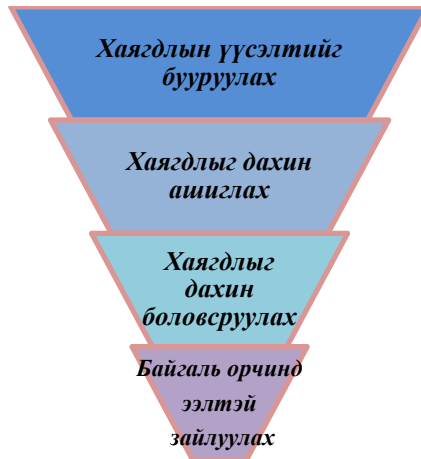 Хаягдлын үүсэлтийг
бууруулах
Хаягдлыг дахин
ашиглах
Хаягдлыг
дахин
боловсруулах
Байгаль орчинд
ээлтэй
зайлуулах